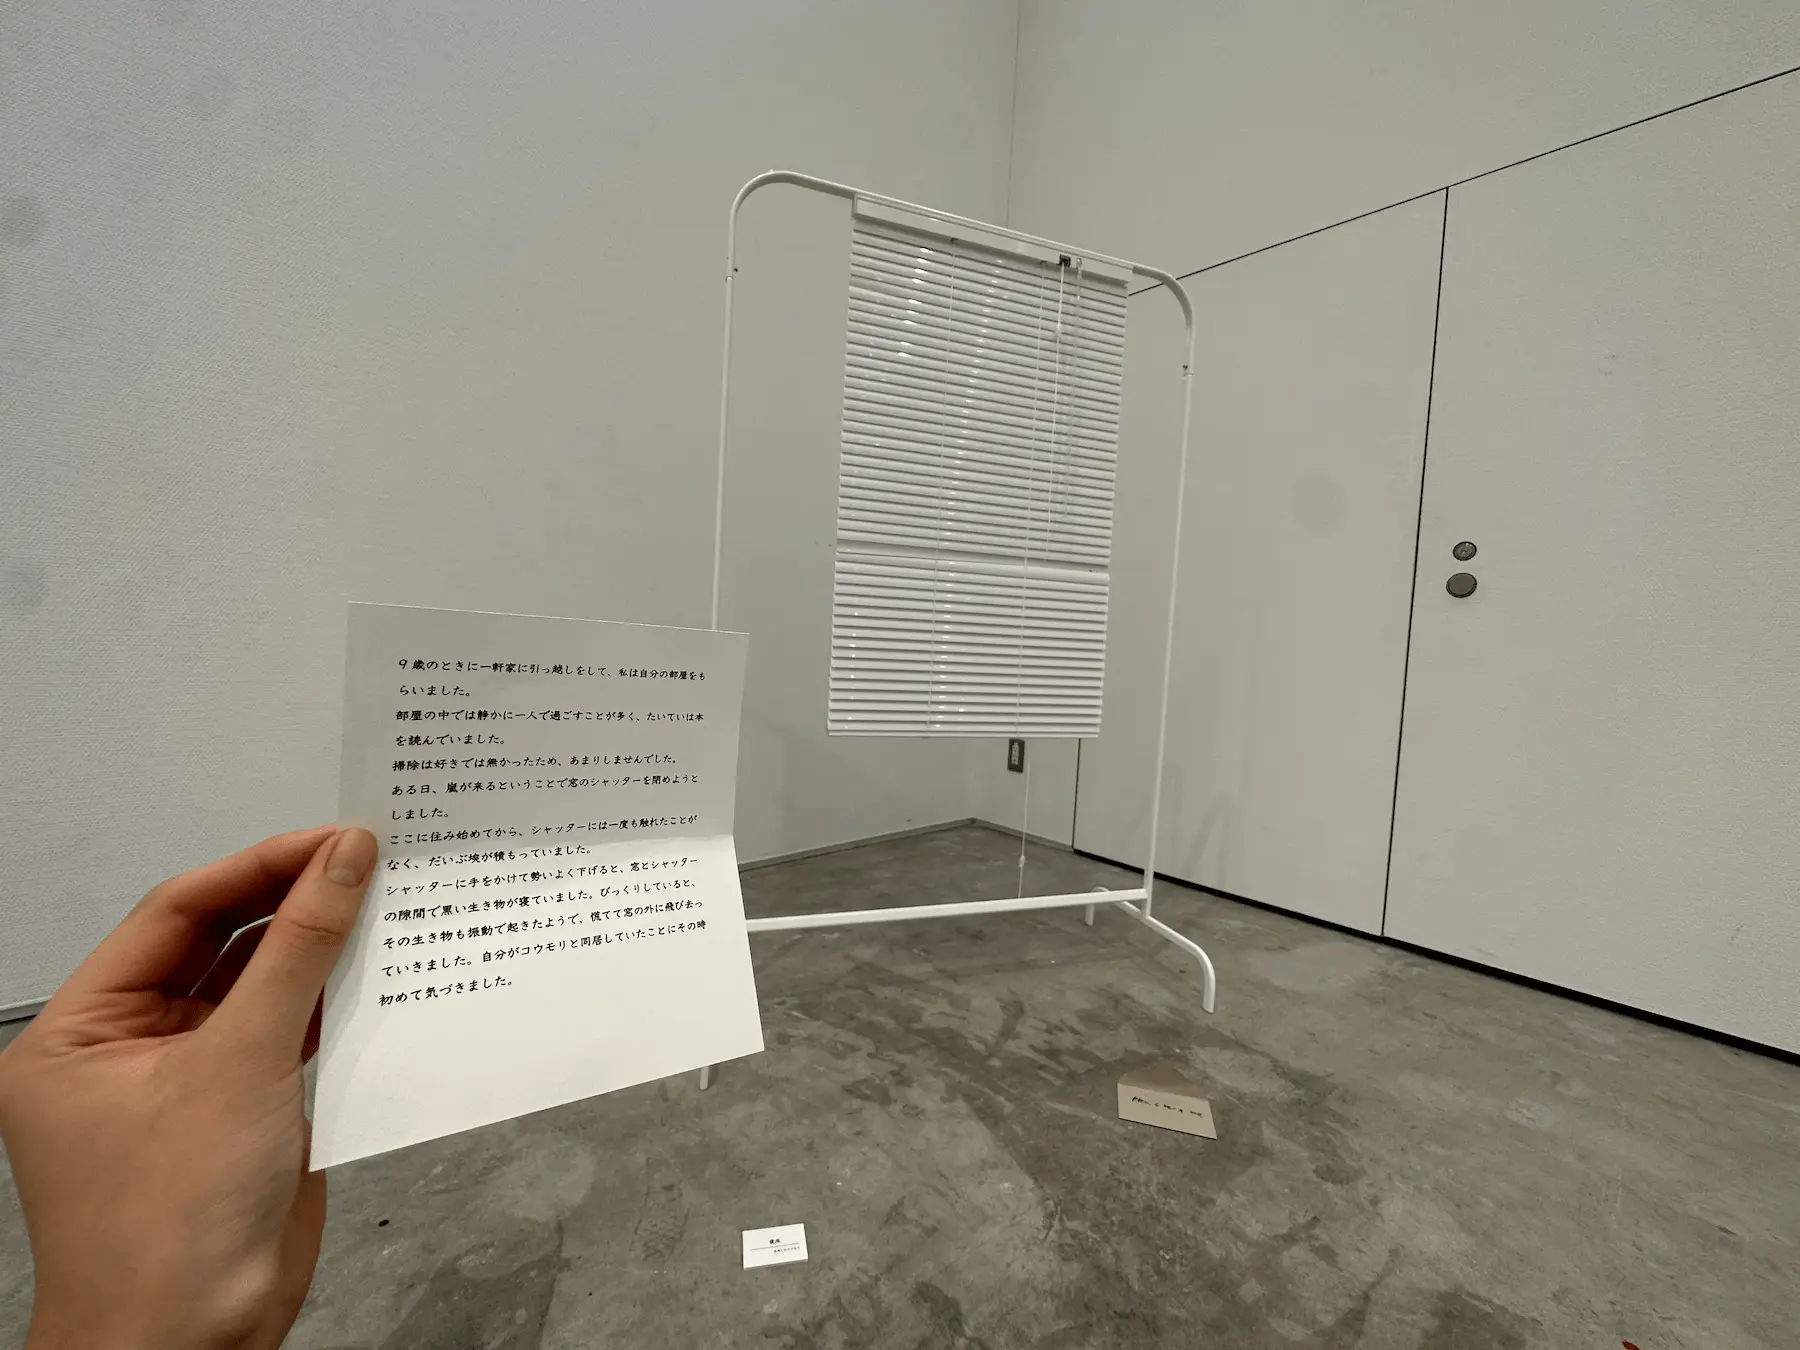 9歳のときに一軒家に引っ越しをして、私は自分の部屋をも
らいました。
部屋の中では静かに一人で過ごすことが多く、たいていは本
を読んでいました。
掃除は好きでは無かったため、あまりしませんでした。
ある日、嵐が来るということで窓のシャッターを閉めようと
しました。
ここに住み始めてから、シャッターには一度も触れたことが
なく、だいぶ埃が積もっていました。
シャッターに手をかけて勢いよく下げると、窓とシャッター
の隙間で黒い生き物が寝ていました。びっくりしていると、
その生き物も振動で起きたようで、慌てて窓の外に飛び去っ
ていきました。自分がコウモリと同居していたことにその時
初めて気づきました。